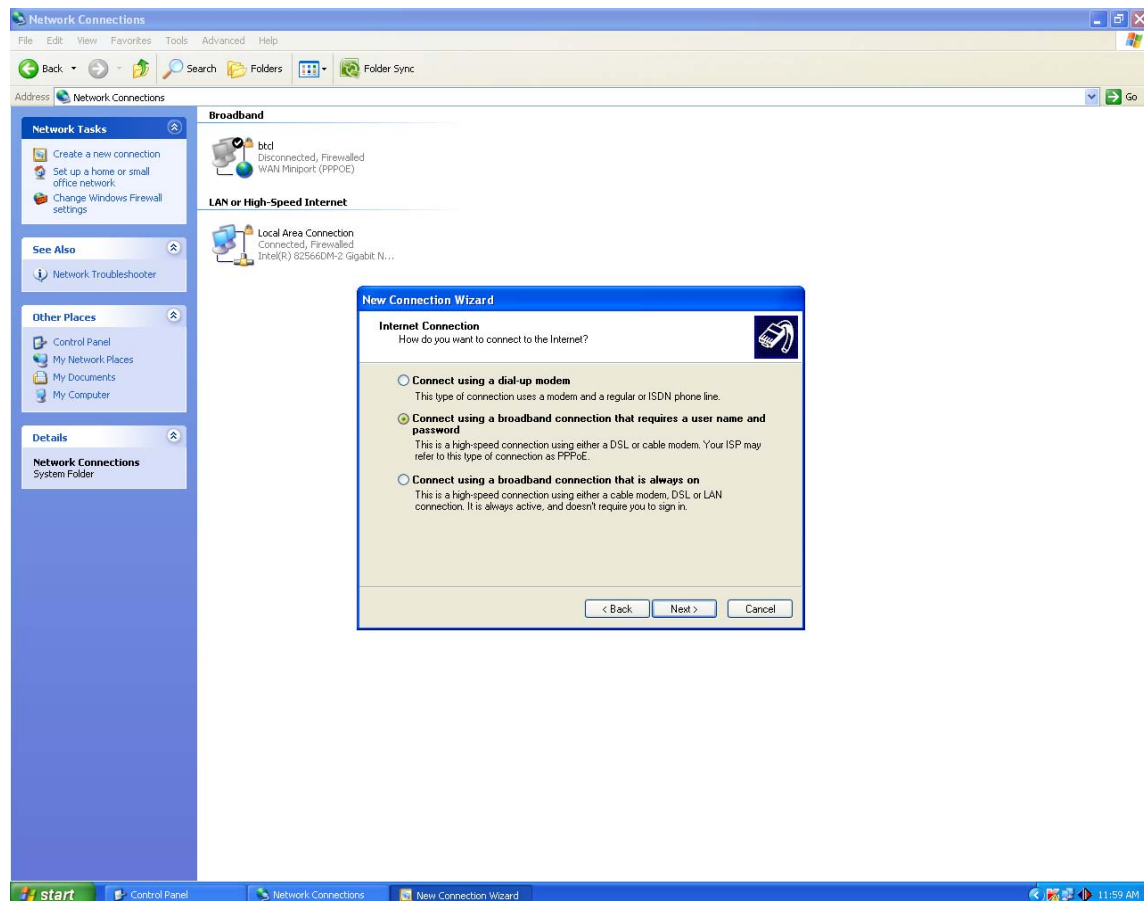 Network Connections
File Edit View Favorites Tools Advanced Help
Back Search Folders Folder Sync
Address Network Connections Go
Network Tasks
Create a new connection
Set up a home or small
office network
Change Windows Firewall
settings
See Also
Network Troubleshooter
Other Places
Control Panel
My Network Places
My Documents
My Computer
Details
Network Connections
System Folder
Broadband
btcl
Disconnected, Firewalled
WAN Miniport (PPPOE)
LAN or High-Speed Internet
Local Area Connection
Connected, Firewalled
Intel(R) 82566DM-2 Gigabit N...
New Connection Wizard
Internet Connection
How do you want to connect to the Internet?
Connect using a dial-up modem
This type of connection uses a modem and a regular or ISDN phone line.
Connect using a broadband connection that requires a user name and
password
This is a high-speed connection using either a DSL or cable modem. Your ISP may
refer to this type of connection as PPPoE.
Connect using a broadband connection that is always on
This is a high-speed connection using either a cable modem, DSL or LAN
connection. It is always active, and doesn't require you to sign in.
< Back Next > Cancel
start Control Panel Network Connections New Connection Wizard 11:59 AM